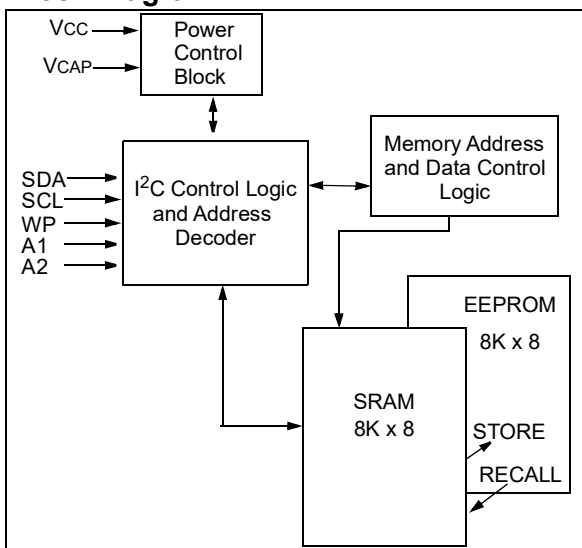 VCC
VCAP
Power
Control
Block
SDA
SCL
WP
A1
A2
I²C Control Logic
and Address
Decoder
Memory Address
and Data Control
Logic
EEPROM
8K x 8
SRAM
8K x 8
STORE
RECALL